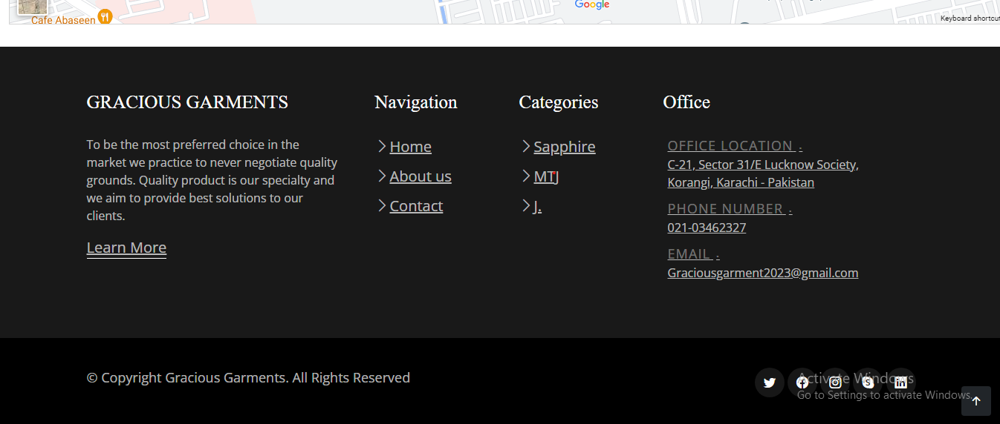 Google
Cafe Abaseen
GRACIOUS GARMENTS
To be the most preferred choice in the
market we practice to never negotiate quality
grounds. Quality product is our specialty and
we aim to provide best solutions to our
clients.
Learn More
Navigation
Home
About us
Contact
Categories
Sapphire
MTJ
J.
Office
OFFICE LOCATION .
C-21, Sector 31/E Lucknow Society,
Korangi, Karachi - Pakistan
PHONE NUMBER .
021-03462327
EMAIL .
Graciousgarment2023@gmail.com
© Copyright Gracious Garments. All Rights Reserved
Activate Windows
Go to Settings to activate Windows.